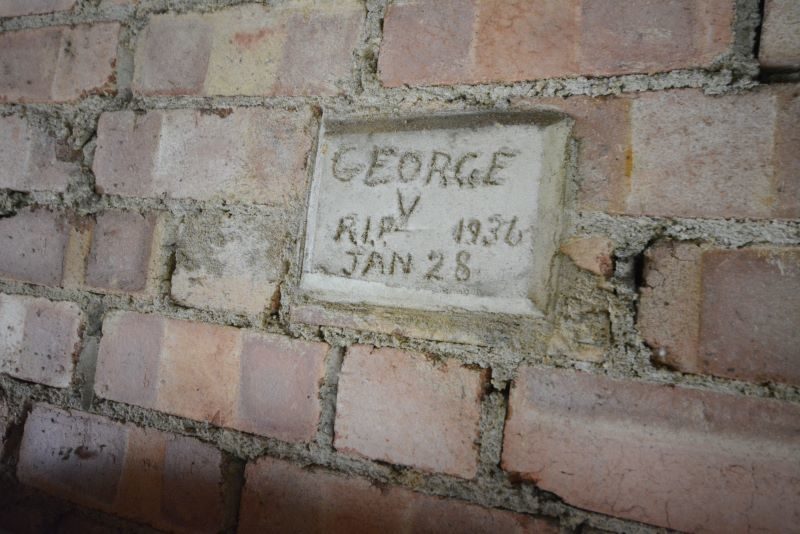 GEORGE
V
R.I.P 1936
JAN 28